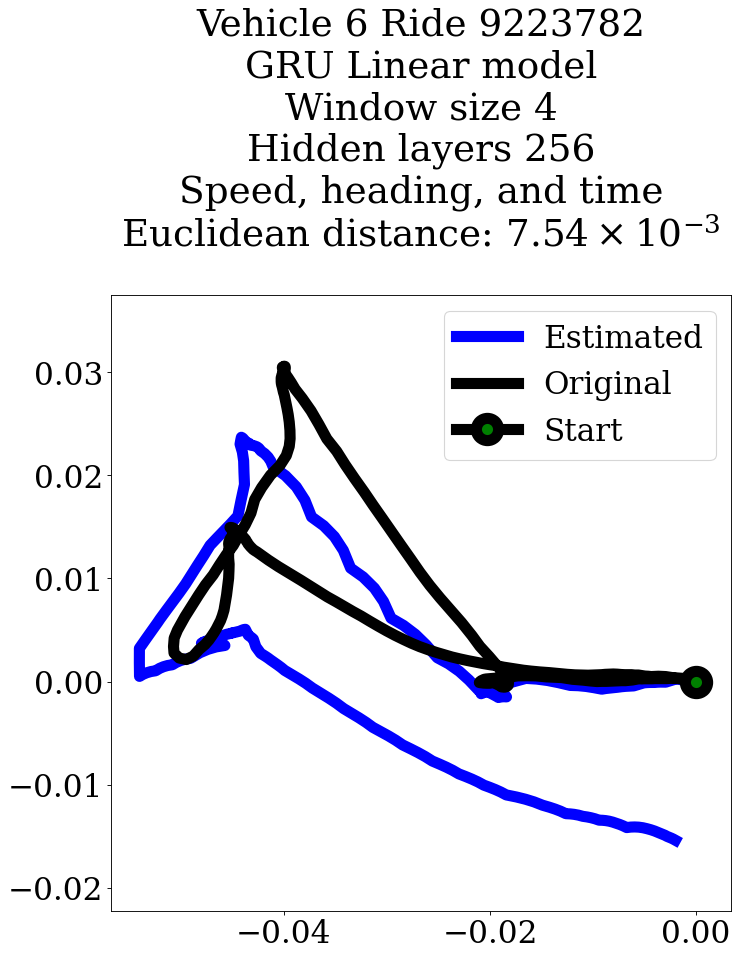 Vehicle 6 Ride 9223782
GRU Linear model
Window size 4
Hidden layers 256
Speed, heading, and time
Euclidean distance: 7.54 × 10⁻³
Estimated
Original
Start
0.03
0.02
0.01
0.00
−0.01
−0.02
−0.04
−0.02
0.00